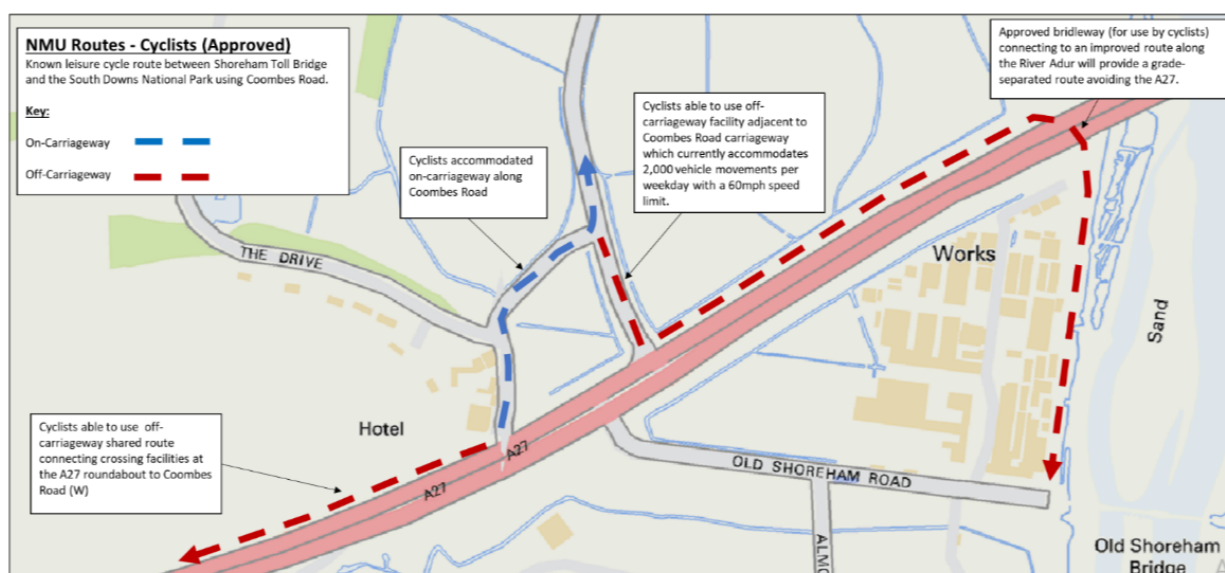 NMU Routes - Cyclists (Approved)
Known leisure cycle route between Shoreham Toll Bridge
and the South Downs National Park using Coombes Road.
Key:
On-Carriageway
Off-Carriageway
Cyclists accommodated
on-carriageway along
Coombes Road
Cyclists able to use off-
carriageway facility adjacent to
Coombes Road carriageway
which currently accommodates
2,000 vehicle movements per
weekday with a 60mph speed
limit.
Approved bridleway (for use by cyclists)
connecting to an improved route along
the River Adur will provide a grade-
separated route avoiding the A27.
THE DRIVE
Works
Sand
Hotel
Cyclists able to use off-
carriageway shared route
connecting crossing facilities at
the A27 roundabout to Coombes
Road (W)
A27
A27
OLD SHOREHAM ROAD
ALMO
Old Shoreham
Bridge